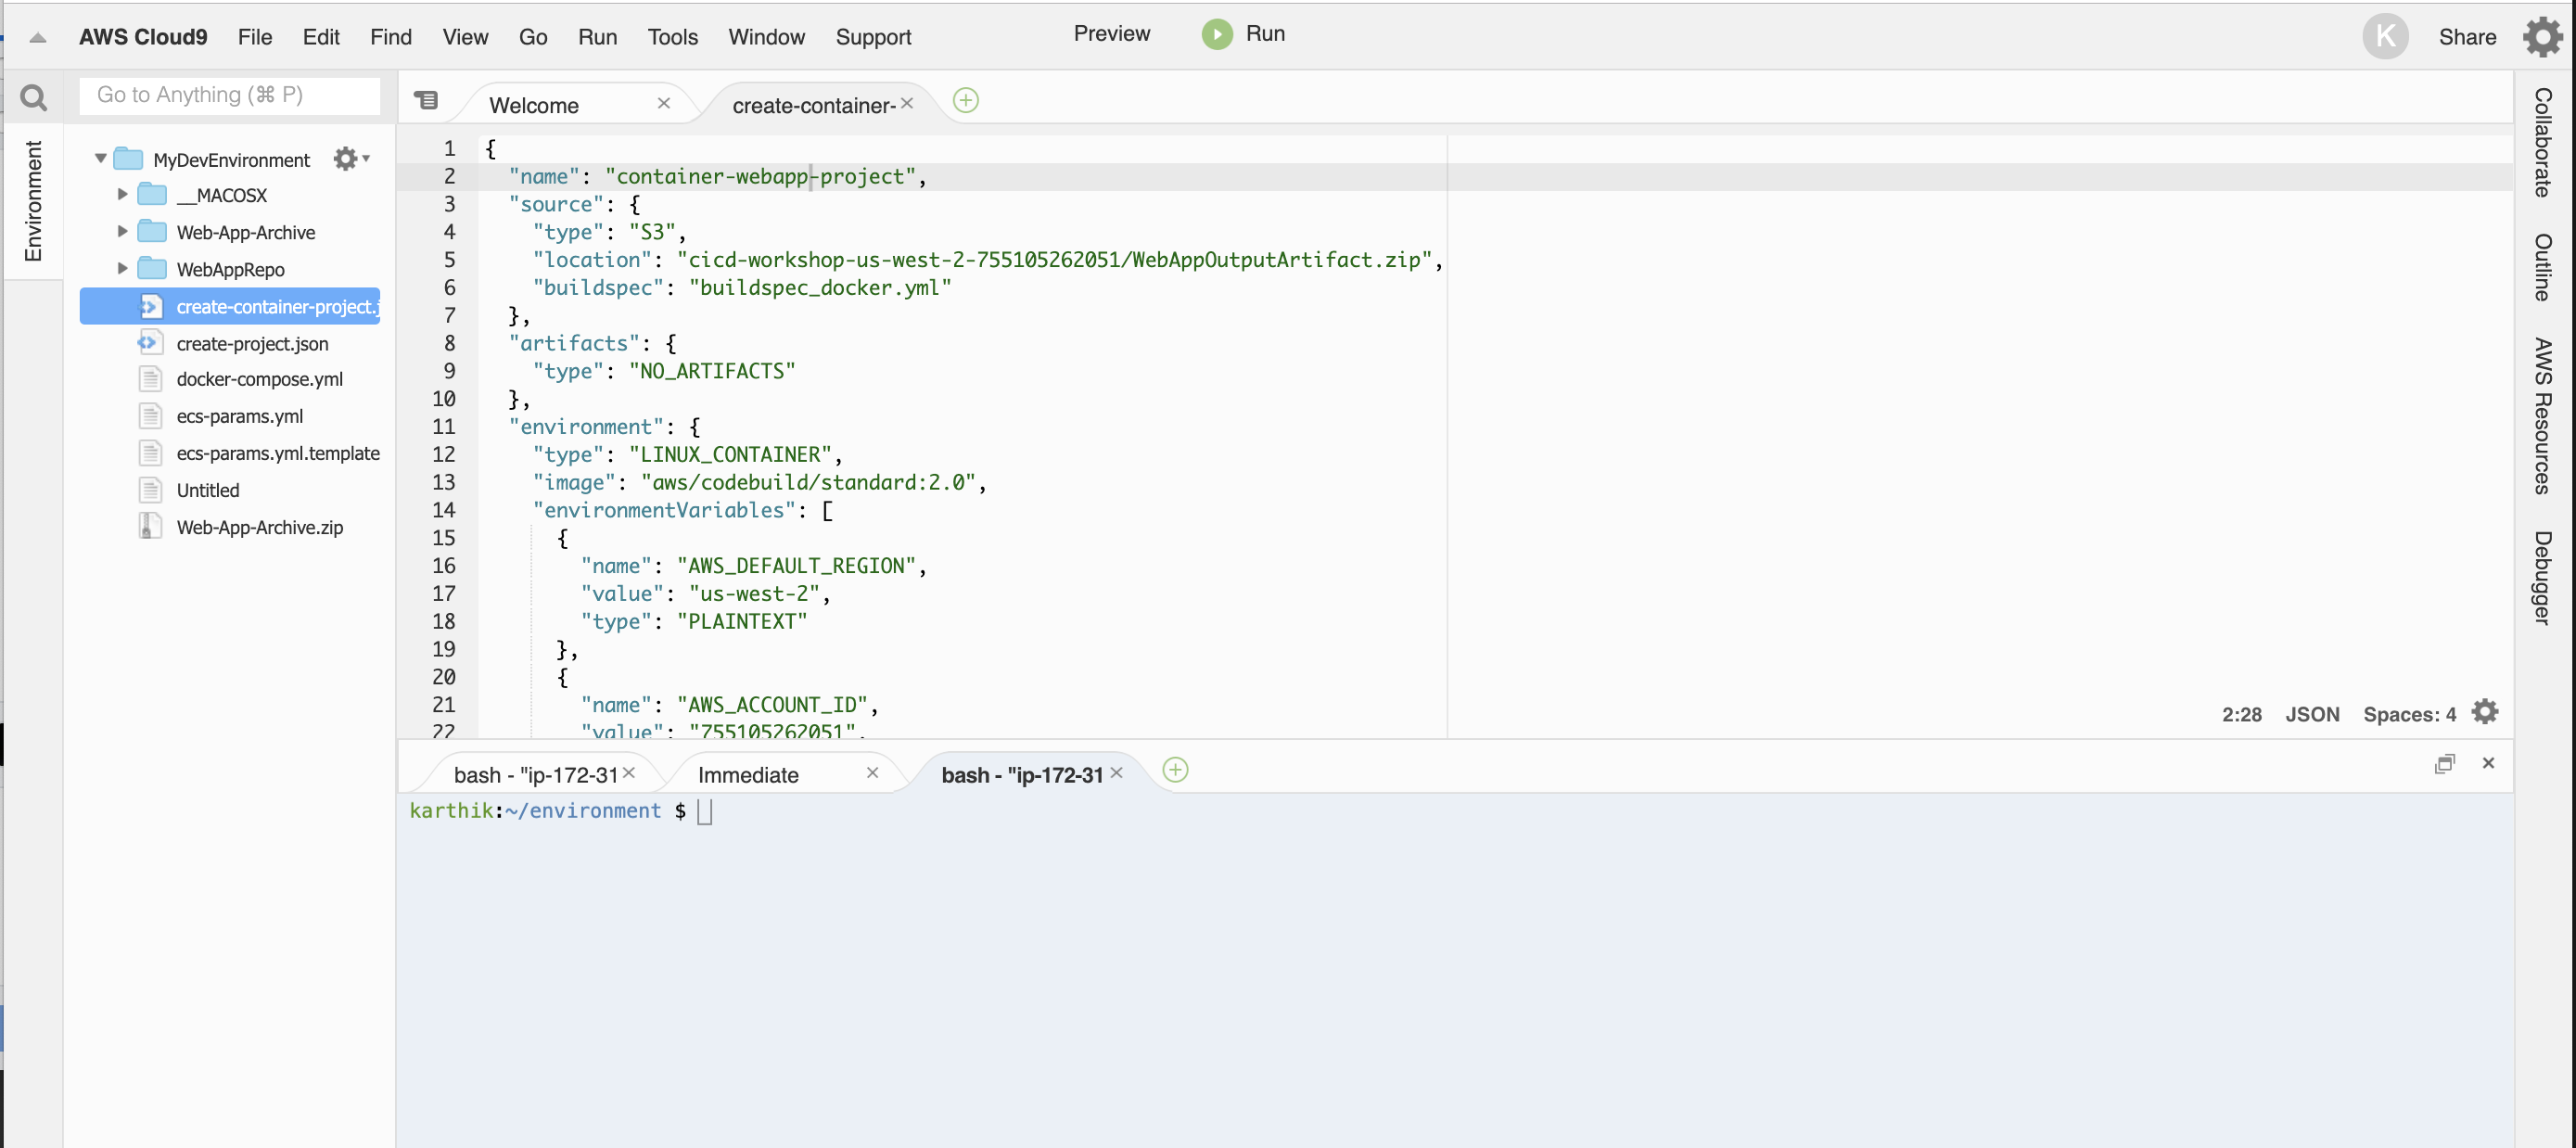 AWS Cloud9 File Edit Find View Go Run Tools Window Support Preview Run K Share
Go to Anything (⌘ P)
Welcome
create-container-
Environment
MyDevEnvironment
__MACOSX
Web-App-Archive
WebAppRepo
create-container-project.j
create-project.json
docker-compose.yml
ecs-params.yml
ecs-params.yml.template
Untitled
Web-App-Archive.zip
1 {
2 "name": "container-webapp-project",
3 "source": {
4 "type": "S3",
5 "location": "cicd-workshop-us-west-2-755105262051/WebAppOutputArtifact.zip",
6 "buildspec": "buildspec_docker.yml"
7 },
8 "artifacts": {
9 "type": "NO_ARTIFACTS"
10 },
11 "environment": {
12 "type": "LINUX_CONTAINER",
13 "image": "aws/codebuild/standard:2.0",
14 "environmentVariables": [
15 {
16 "name": "AWS_DEFAULT_REGION",
17 "value": "us-west-2",
18 "type": "PLAINTEXT"
19 },
20 {
21 "name": "AWS_ACCOUNT_ID",
22 "value": "755105262051",
2:28 JSON Spaces: 4
bash - "ip-172-31
Immediate
bash - "ip-172-31
karthik:~/environment $
Collaborate
Outline
AWS Resources
Debugger